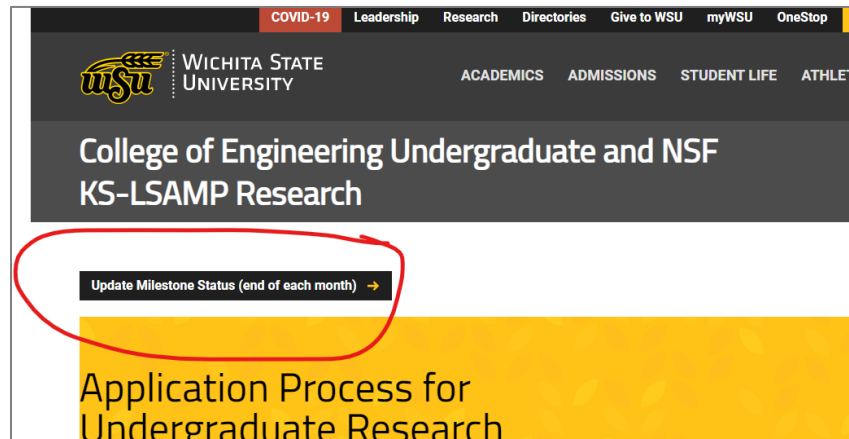 COVID-19 Leadership Research Directories Give to WSU myWSU OneStop
WSU
WICHITA STATE
UNIVERSITY
ACADEMICS ADMISSIONS STUDENT LIFE ATHLET
College of Engineering Undergraduate and NSF
KS-LSAMP Research
Update Milestone Status (end of each month) →
Application Process for
Undergraduate Research